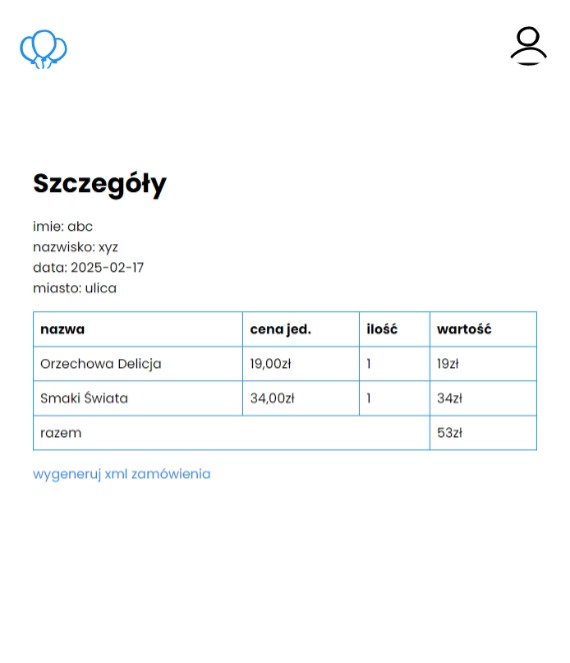 Szczegóły
imie: abc
nazwisko: xyz
data: 2025-02-17
miasto: ulica
nazwa cena jed. ilość wartość
Orzechowa Delicja 19,00zł 1 19zł
Smaki Świata 34,00zł 1 34zł
razem 53zł
wygeneruj xml zamówienia